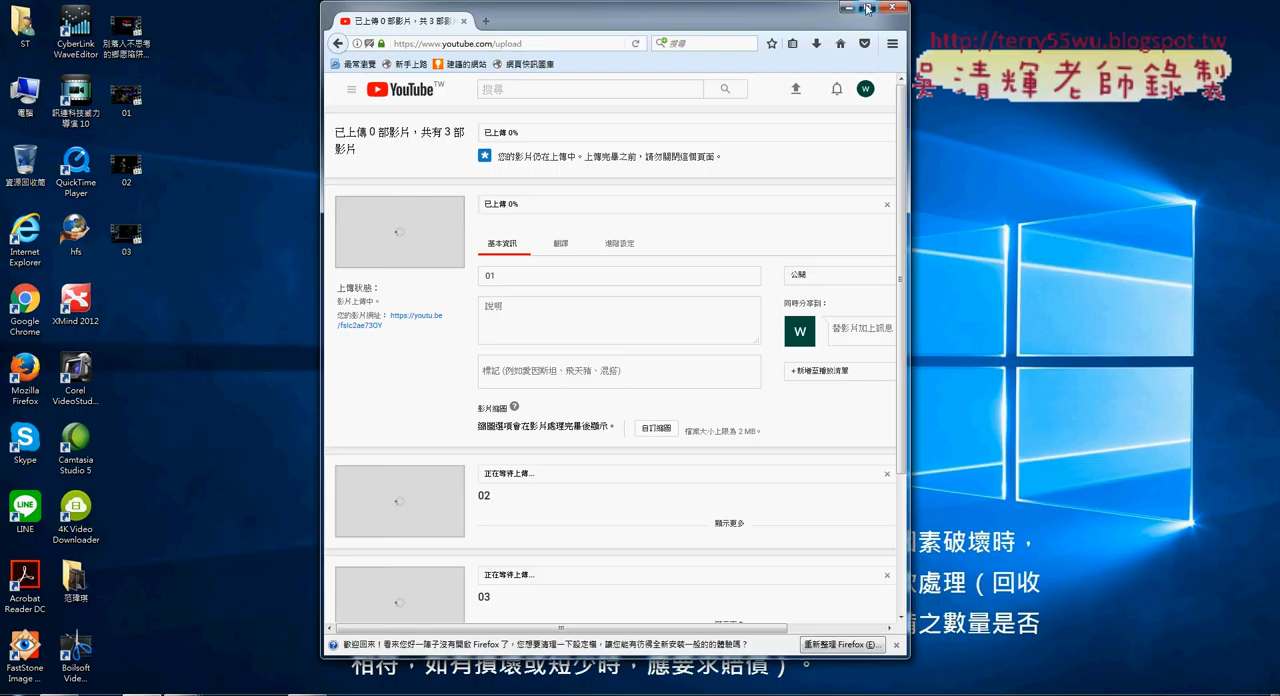 ST
CyberLink WaveEditor
別落入不思考
的鄉愿陷阱...
電腦
訊連科技威力
導演 10
01
資源回收筒
QuickTime
Player
02
Internet
Explorer
hfs
03
Google
Chrome
XMind 2012
Mozilla
Firefox
Corel
VideoStud...
Skype
Camtasia
Studio 5
LINE
4K Video
Downloader
Acrobat
Reader DC
范瑋琪
FastStone
Image ...
Boilsoft
Vide...
已上傳 0 部影片，共 3 部影
https://www.youtube.com/upload
搜尋
最常瀏覽
新手上路
建議的網站
網頁快訊圖庫
YouTube TW
搜尋
W
已上傳 0 部影片，共有 3 部
影片
已上傳 0%
您的影片仍在上傳中。上傳完畢之前，請勿關閉這個頁面。
已上傳 0%
基本資訊
翻譯
進階設定
上傳狀態：
影片上傳中。
您的影片網址： https://youtu.be
01
說明
標記 (例如愛因斯坦、飛天豬、混搭)
公開
同時分享到：
W
替影片加上訊息
+ 新增至播放清單
影片縮圖
縮圖選項會在影片處理完畢後顯示。
自訂縮圖
檔案大小上限為 2 MB。
正在等待上傳...
02
顯示更多
正在等待上傳...
03
歡迎回來！看來您好一陣子沒有開啟 Firefox 了，您想要清理一下設定檔，讓您能有彷彿全新安裝一般的的體驗嗎？
重新整理 Firefox (E)...
http://terry55wu.blogspot.tw
吳清輝老師錄製
因素破壞時，
處理（回收
之數量是否
相符，如有損壞或短少時，應要求賠償）。